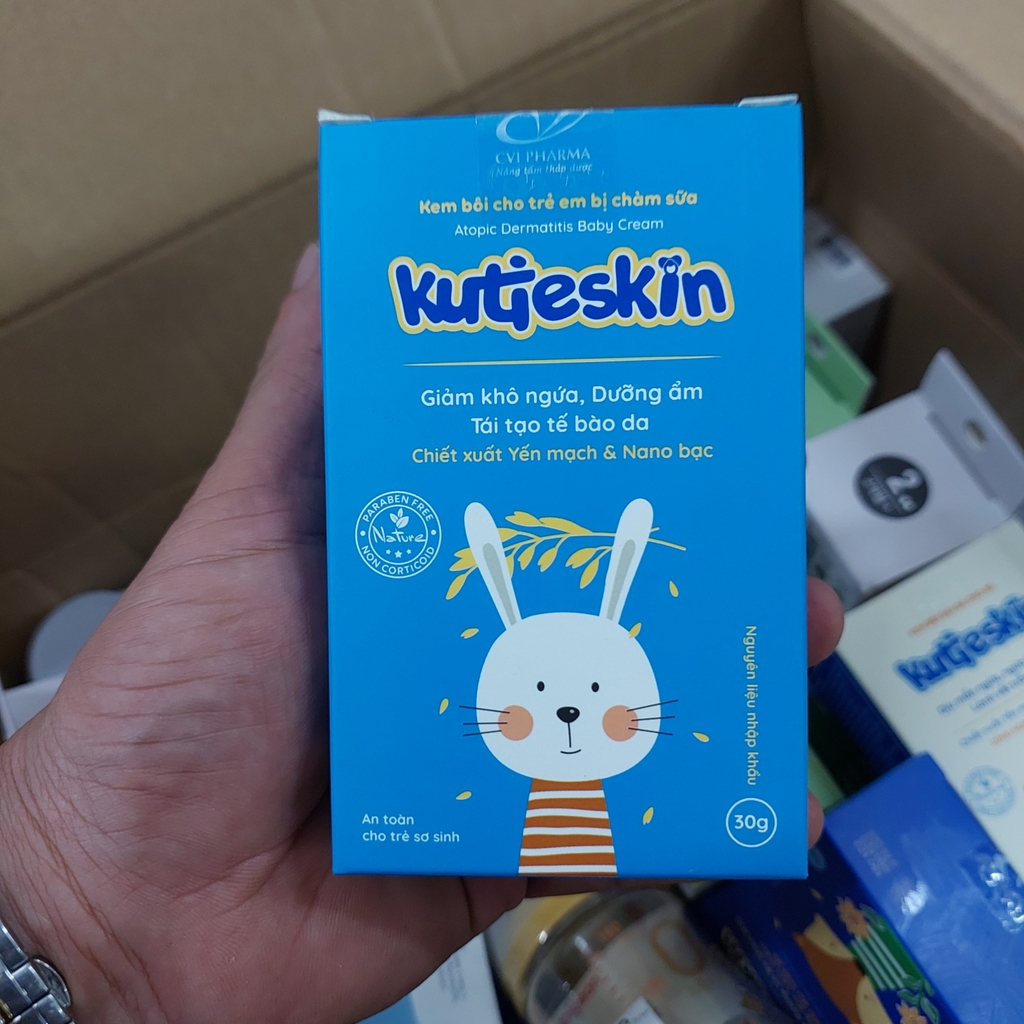 CVI PHARMA
Nâng tầm thảo dược
Kem bôi cho trẻ em bị chàm sữa
Atopic Dermatitis Baby Cream
Kutieskin
Giảm khô ngứa, Dưỡng ẩm
Tái tạo tế bào da
Chiết xuất Yến mạch & Nano bạc
PARABEN FREE
Nature
NON CORTICOID
Nguyên liệu nhập khẩu
An toàn
cho trẻ sơ sinh
30g
Kutieskin